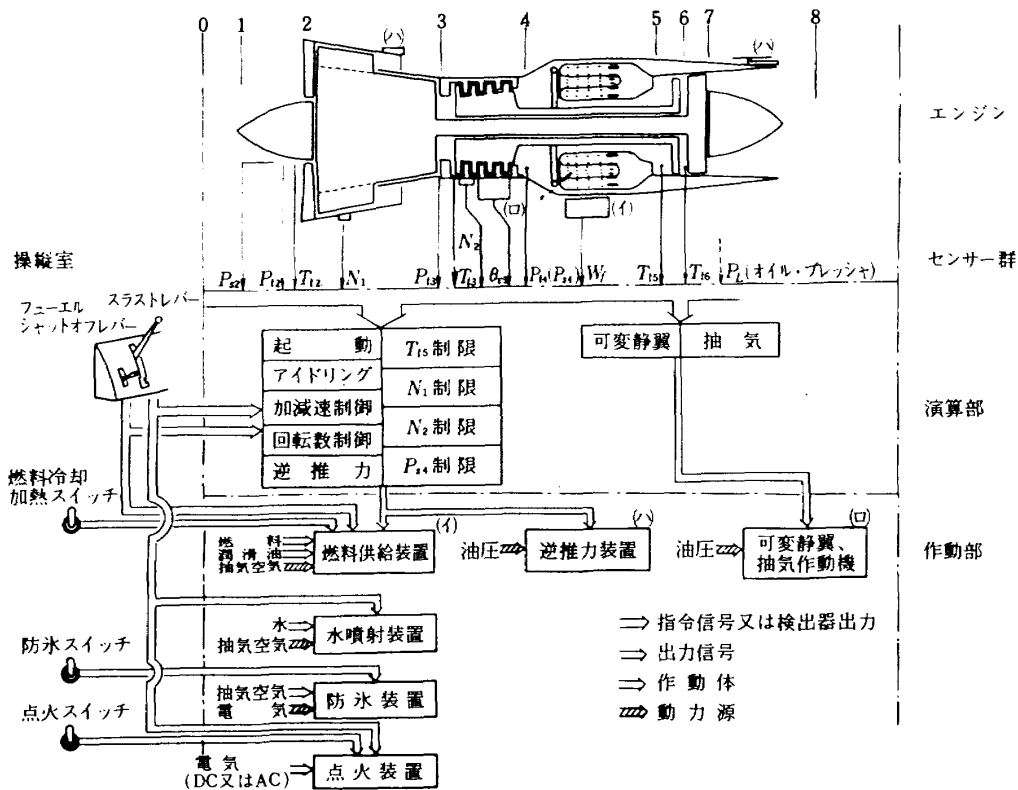 0 1 2 3 4 5 6 7 8
(ハ) (ハ)
エンジン
(ロ) (イ)
操縦室
センサー群
Ps2 Pt2 Tt2 N1 Pt3 N2 Tt3 Pt4(Ps4) Wf Tt5 Tt6 PL(オイル・プレッシャ)
スラストレバー
フューエル
シャットオフレバー
起動
アイドリング
加減速制御
回転数制御
逆推力
Tt5制限
N1制限
N2制限
Ps4制限
可変静翼 抽気
演算部
燃料冷却
加熱スイッチ
(イ)
燃料
潤滑油
抽気空気
燃料供給装置
(ハ)
油圧
逆推力装置
(ロ)
油圧
可変静翼、
抽気作動機
作動部
水
抽気空気
水噴射装置
防氷スイッチ
抽気空気
電気
防氷装置
点火スイッチ
電気
(DC又はAC)
点火装置
指令信号又は検出器出力
出力信号
作動体
動力源